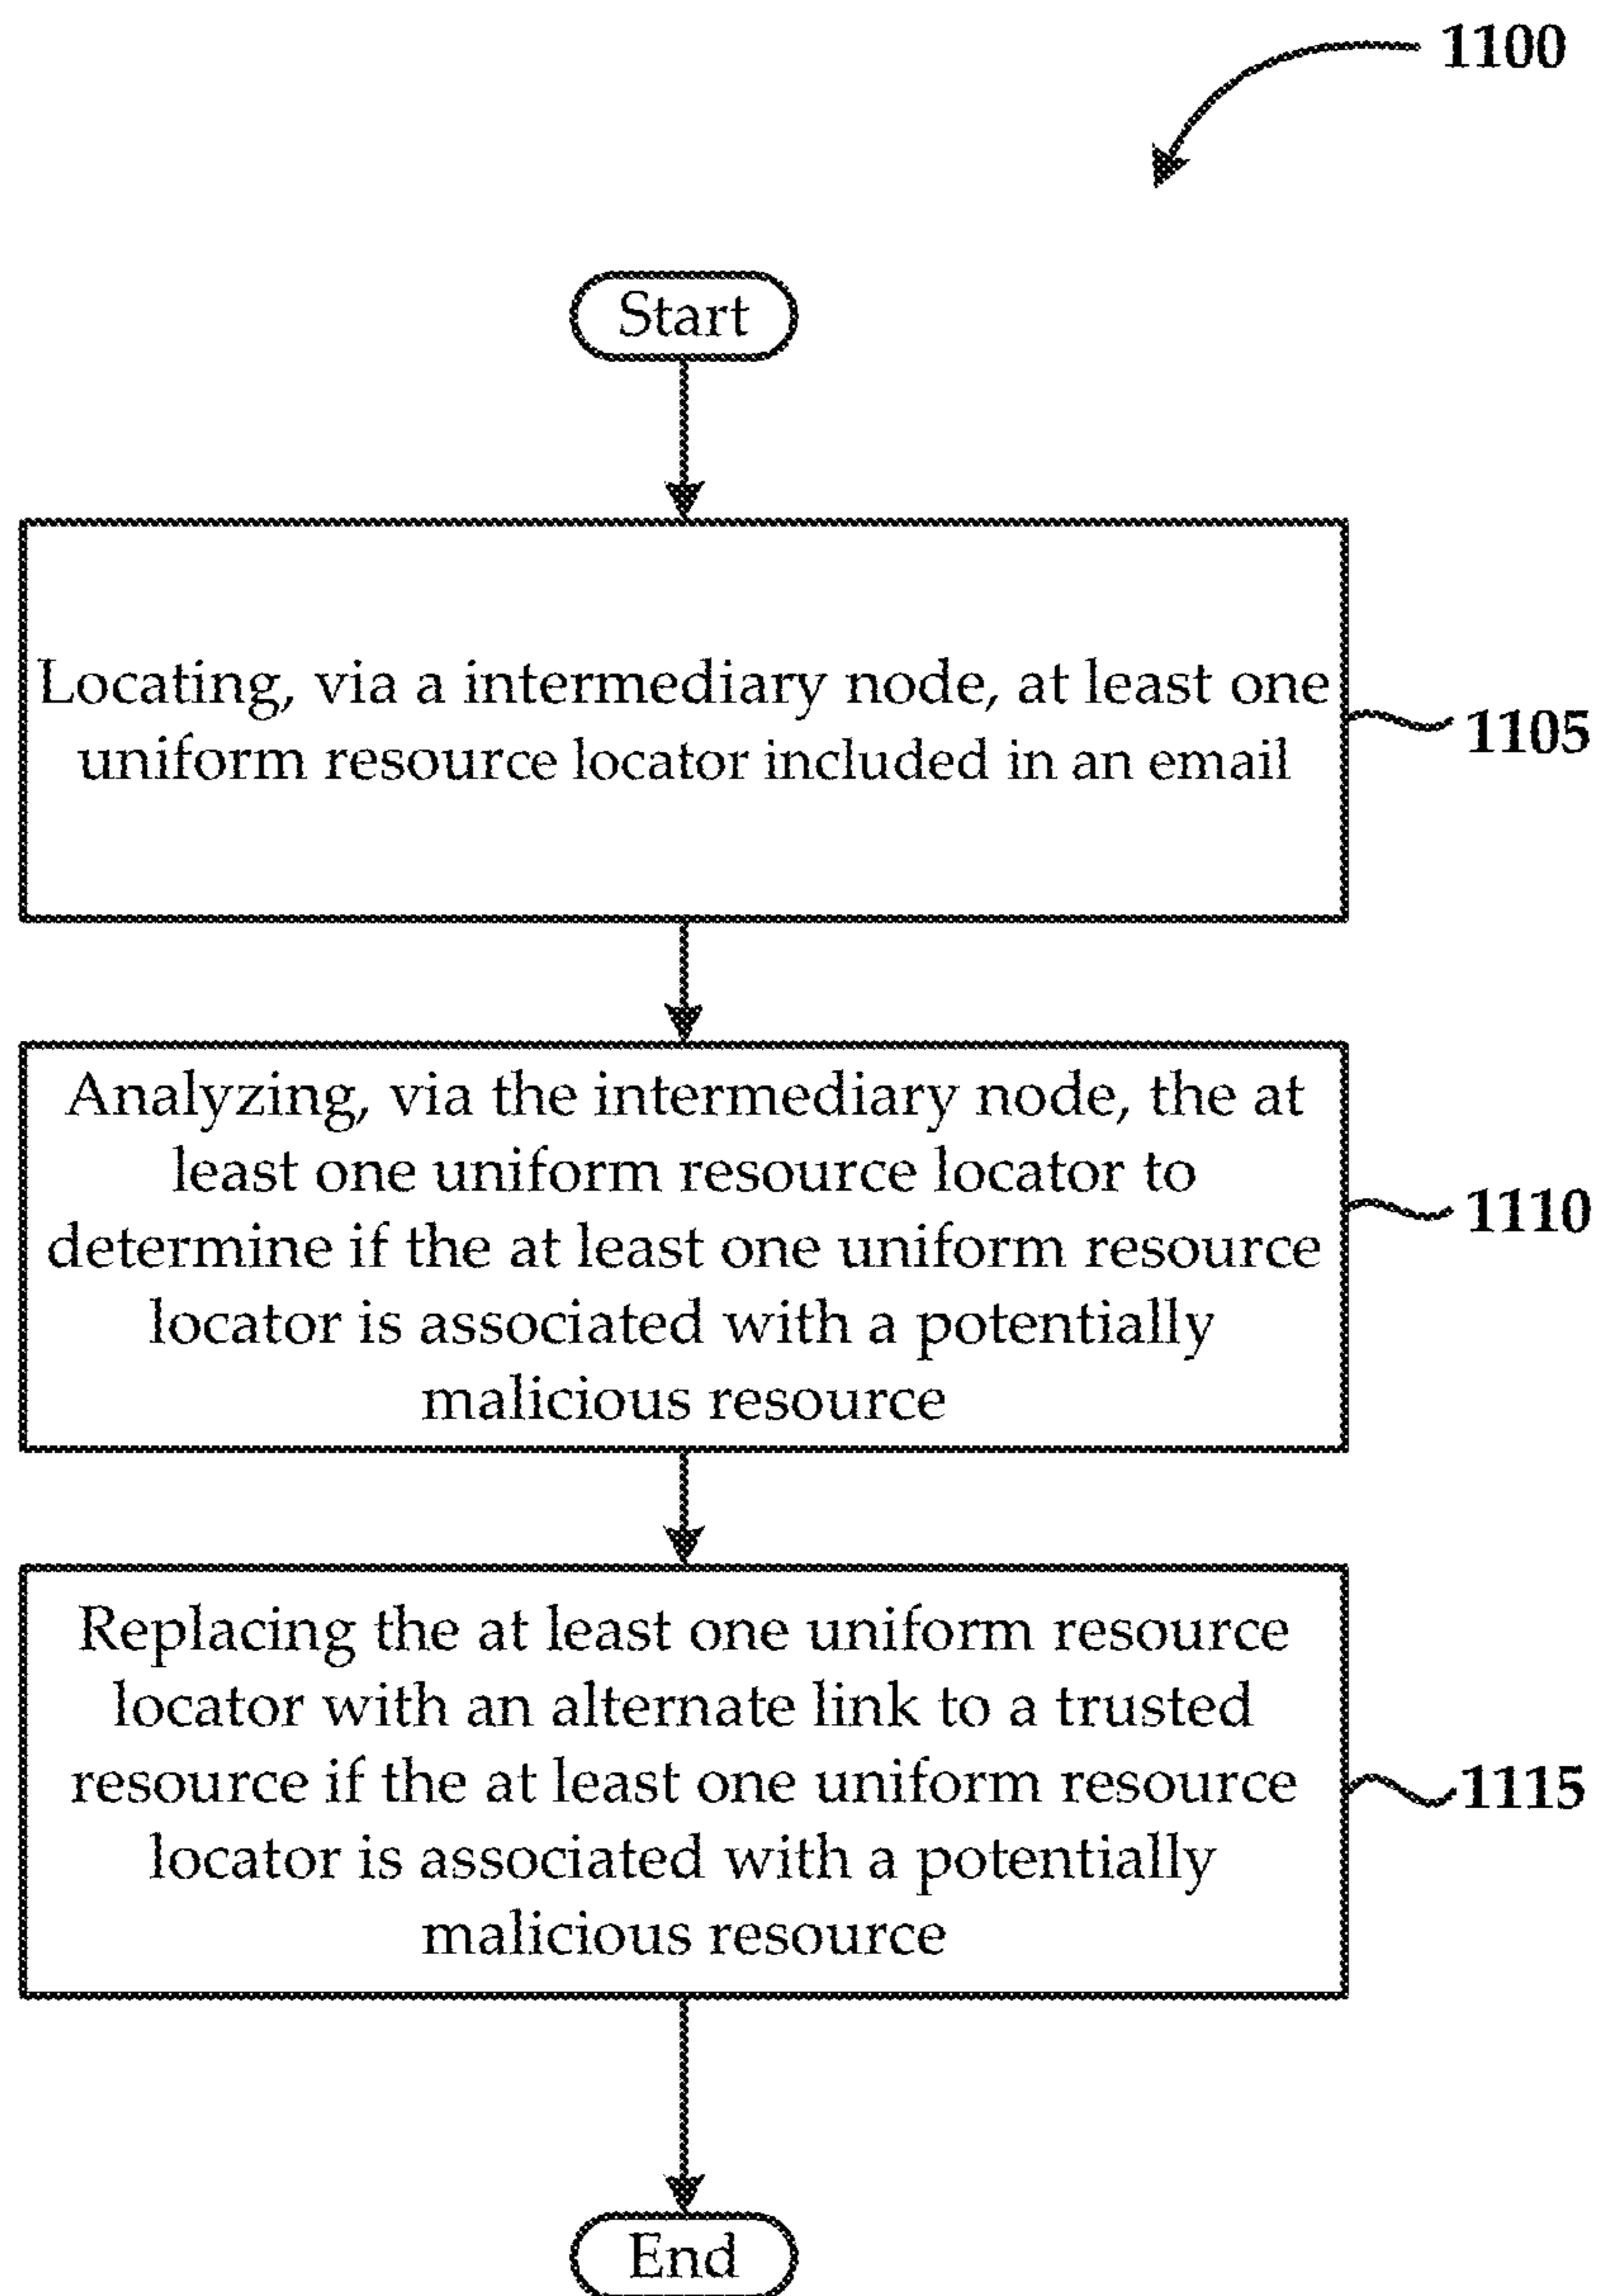 1100
Start
Locating, via a intermediary node, at least one
uniform resource locator included in an email
1105
Analyzing, via the intermediary node, the at
least one uniform resource locator to
determine if the at least one uniform resource
locator is associated with a potentially
malicious resource
1110
Replacing the at least one uniform resource
locator with an alternate link to a trusted
resource if the at least one uniform resource
locator is associated with a potentially
malicious resource
1115
End